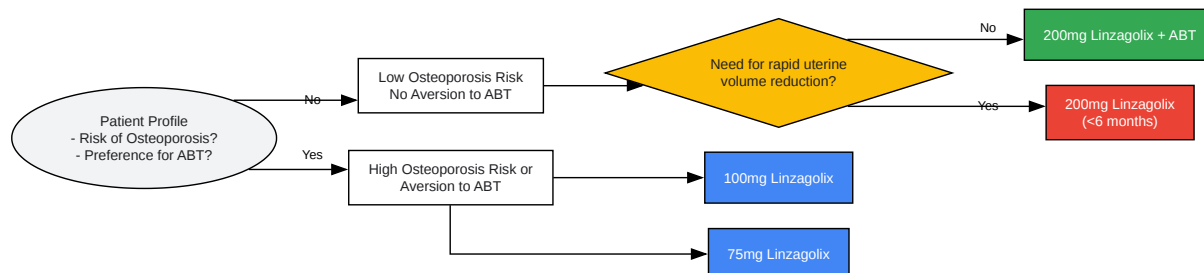 Patient Profile
- Risk of Osteoporosis?
- Preference for ABT?
No
Low Osteoporosis Risk
No Aversion to ABT
Need for rapid uterine
volume reduction?
No
200mg Linzagolix + ABT
Yes
200mg Linzagolix
(<6 months)
Yes
High Osteoporosis Risk or
Aversion to ABT
100mg Linzagolix
75mg Linzagolix